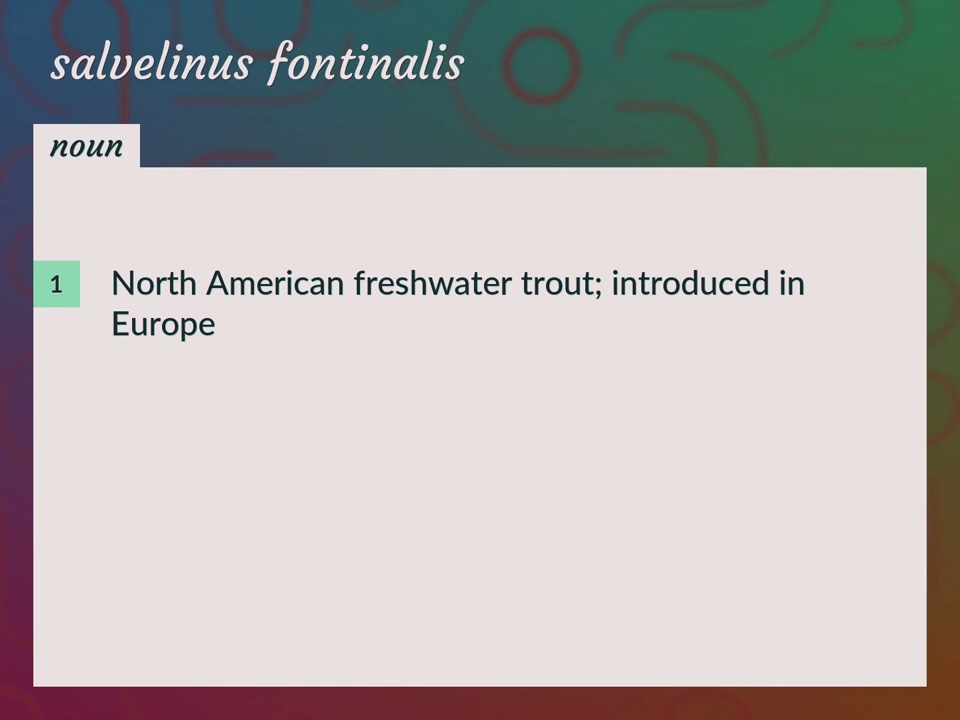 salvelinus fontinalis
noun
1
North American freshwater trout; introduced in
Europe